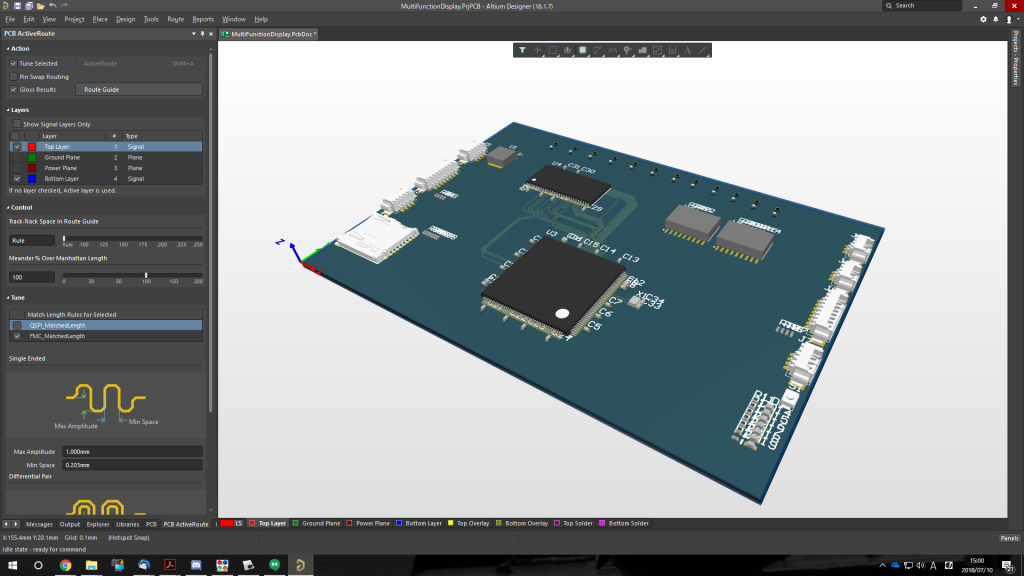 MultiFunctionDisplay.PrjPCB - Altium Designer (18.1.7)
Search
File Edit View Project Place Design Tools Route Reports Window Help
PCB ActiveRoute
MultiFunctionDisplay.PcbDoc *
Projects
Properties
Action
Tune Selected
ActiveRoute
Shift+A
Pin Swap Routing
Gloss Results
Route Guide
Layers
Show Signal Layers Only
Layer # Type
Top Layer 1 Signal
Ground Plane 2 Plane
Power Plane 3 Plane
Bottom Layer 4 Signal
If no layer checked, Active layer is used.
Control
Track-Track Space In Route Guide
Rule
Rule .100 125 150 175 200 225 250
Meander % Over Manhattan Length
100
0 30 50 100 150 200
Tune
Match Length Rules for Selected
QSPI_MatchedLength
FMC_MatchedLength
Single Ended
Max Amplitude
Min Space
Max Amplitude 1.000mm
Min Space 0.203mm
Differential Pair
U4
C31
C30
29
U3
C15
C14
C13
C7
C6
C5
Messages Output Explorer Libraries PCB PCB ActiveRoute
LS
Top Layer Ground Plane Power Plane Bottom Layer Top Overlay Bottom Overlay Top Solder Bottom Solder
X:155.4mm Y:20.1mm Grid: 0.1mm (Hotspot Snap)
Panels
Idle state - ready for command
15:00
2018/07/10
21